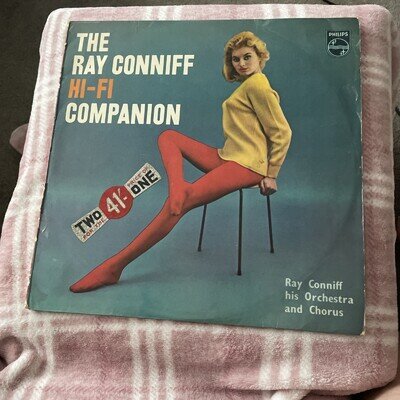 THE
RAY CONNIFF
HI-FI
COMPANION
PHILIPS
TWO 41/- ONE
Ray Conniff
his Orchestra
and Chorus